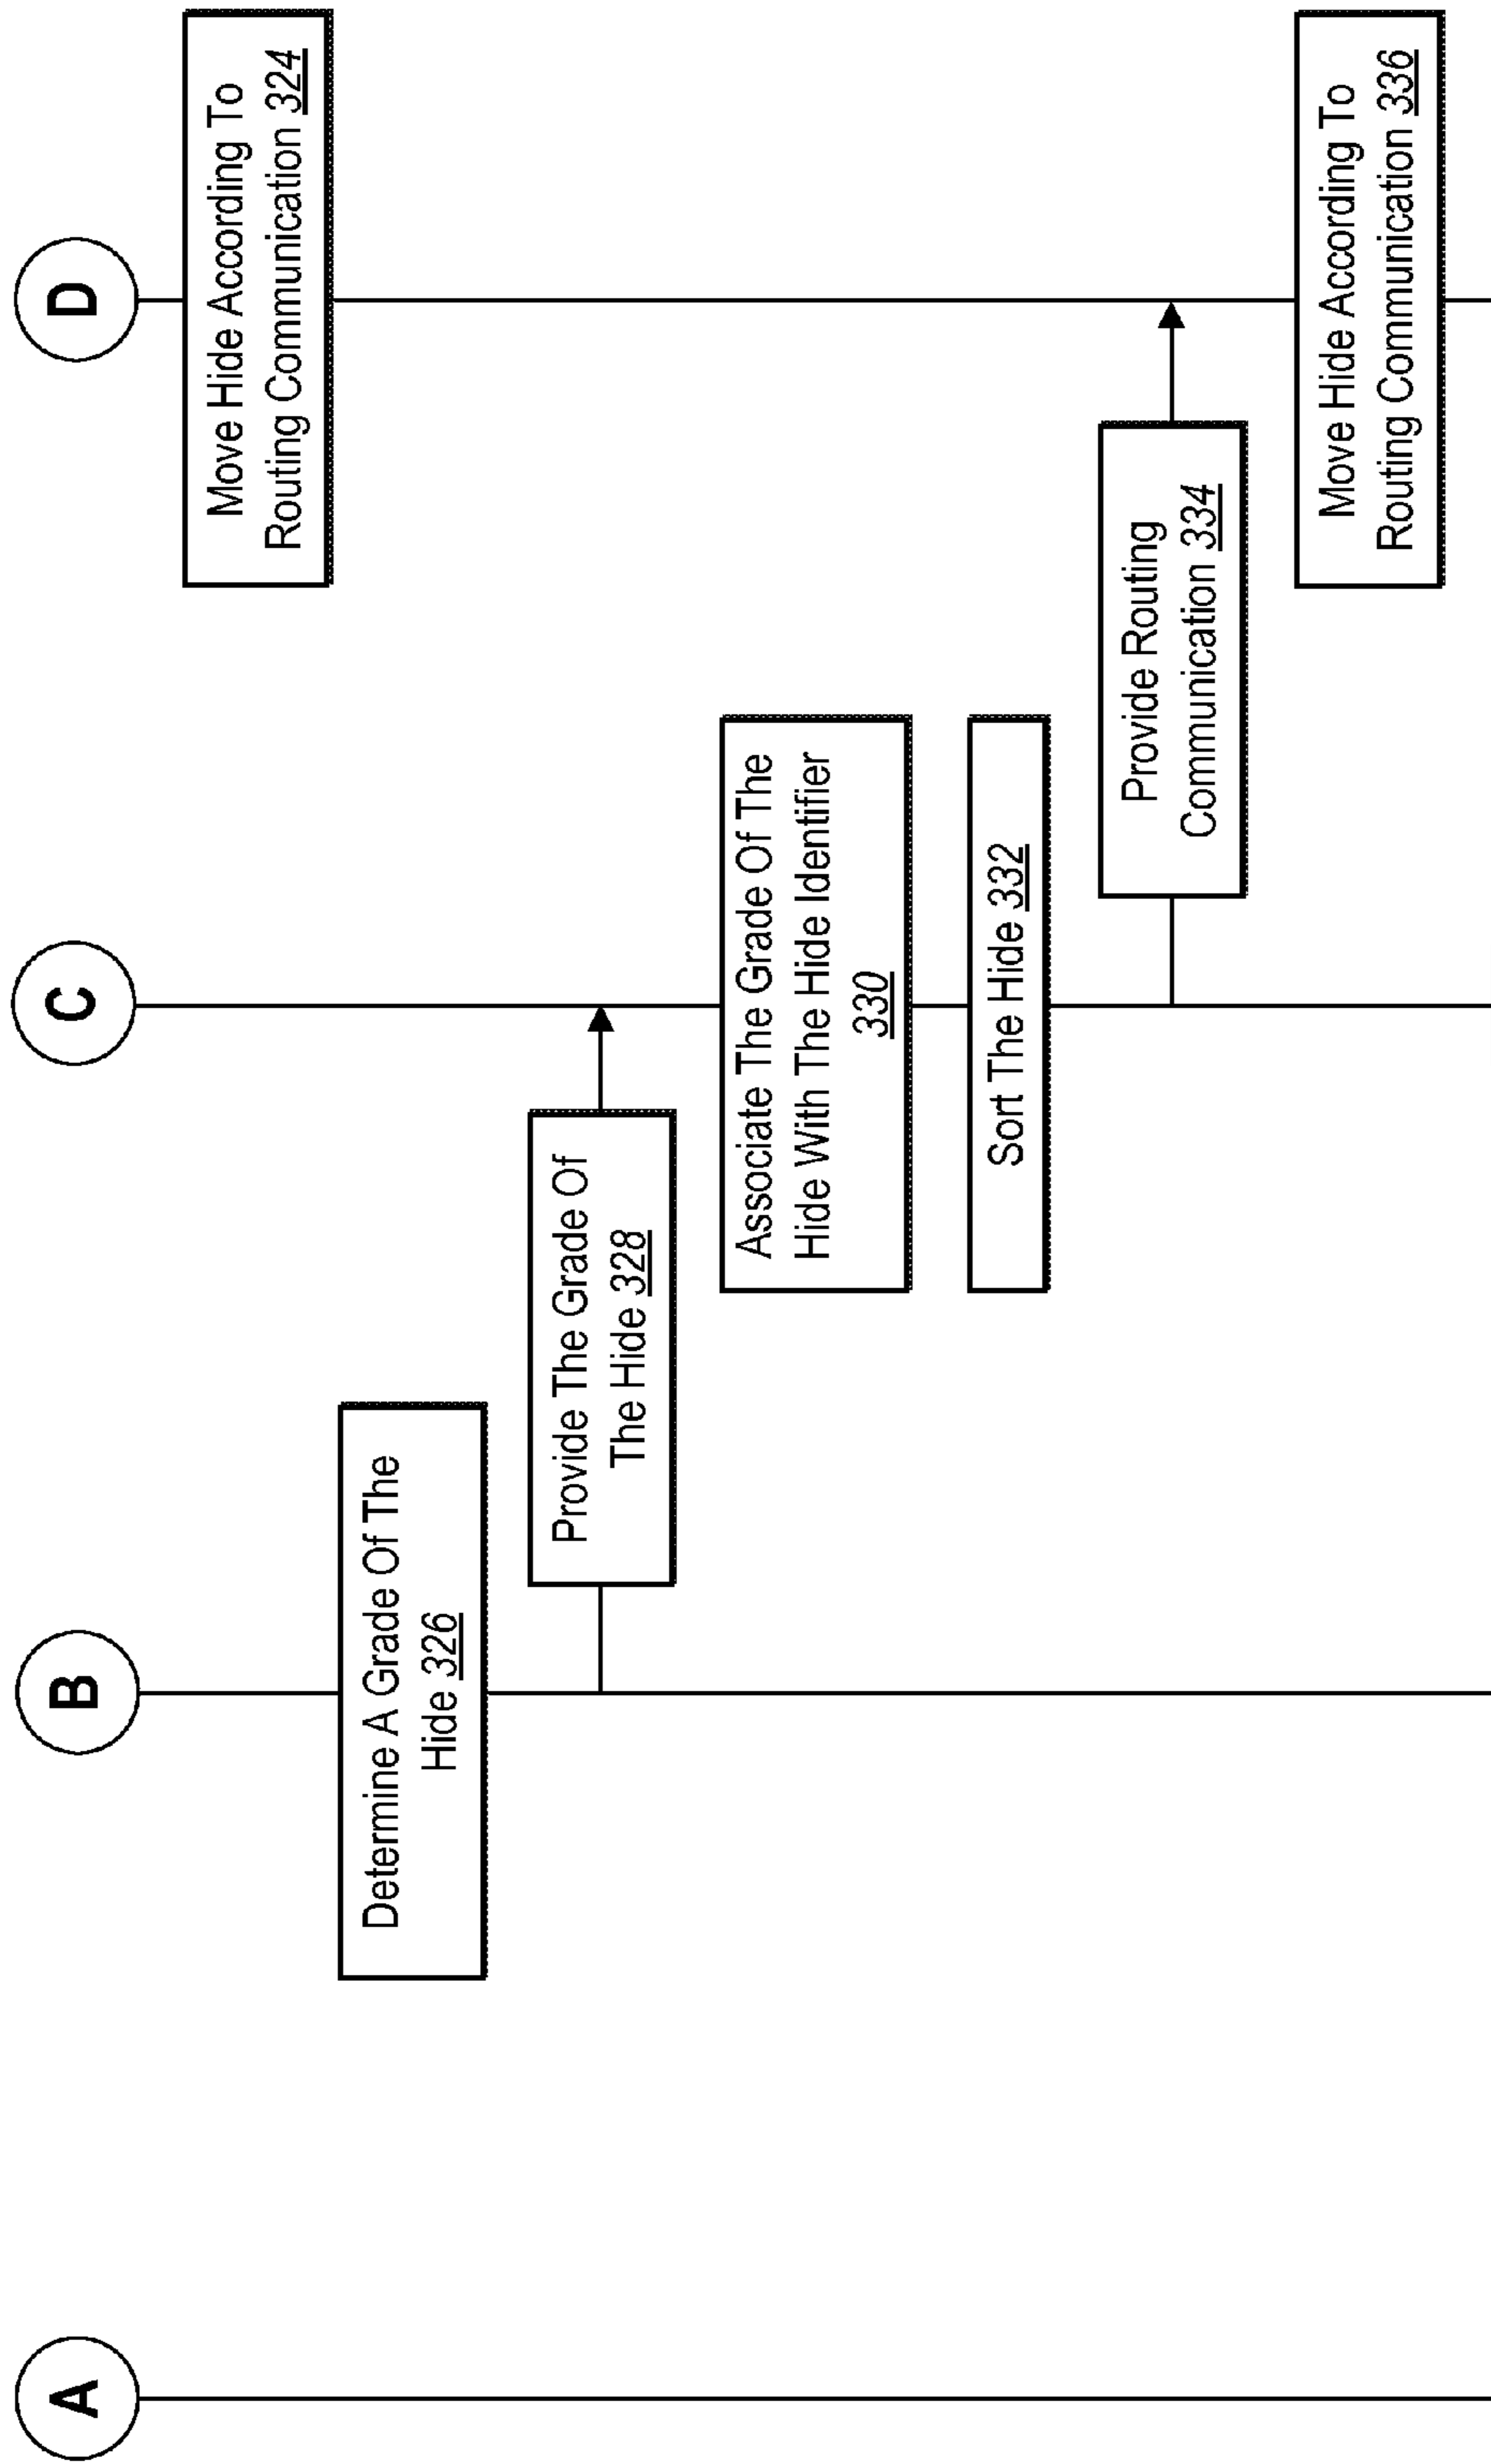 A
B
C
D
Move Hide According To
Routing Communication 324
Determine A Grade Of The
Hide 326
Provide The Grade Of
The Hide 328
Associate The Grade Of The
Hide With The Hide Identifier
330
Sort The Hide 332
Provide Routing
Communication 334
Move Hide According To
Routing Communication 336